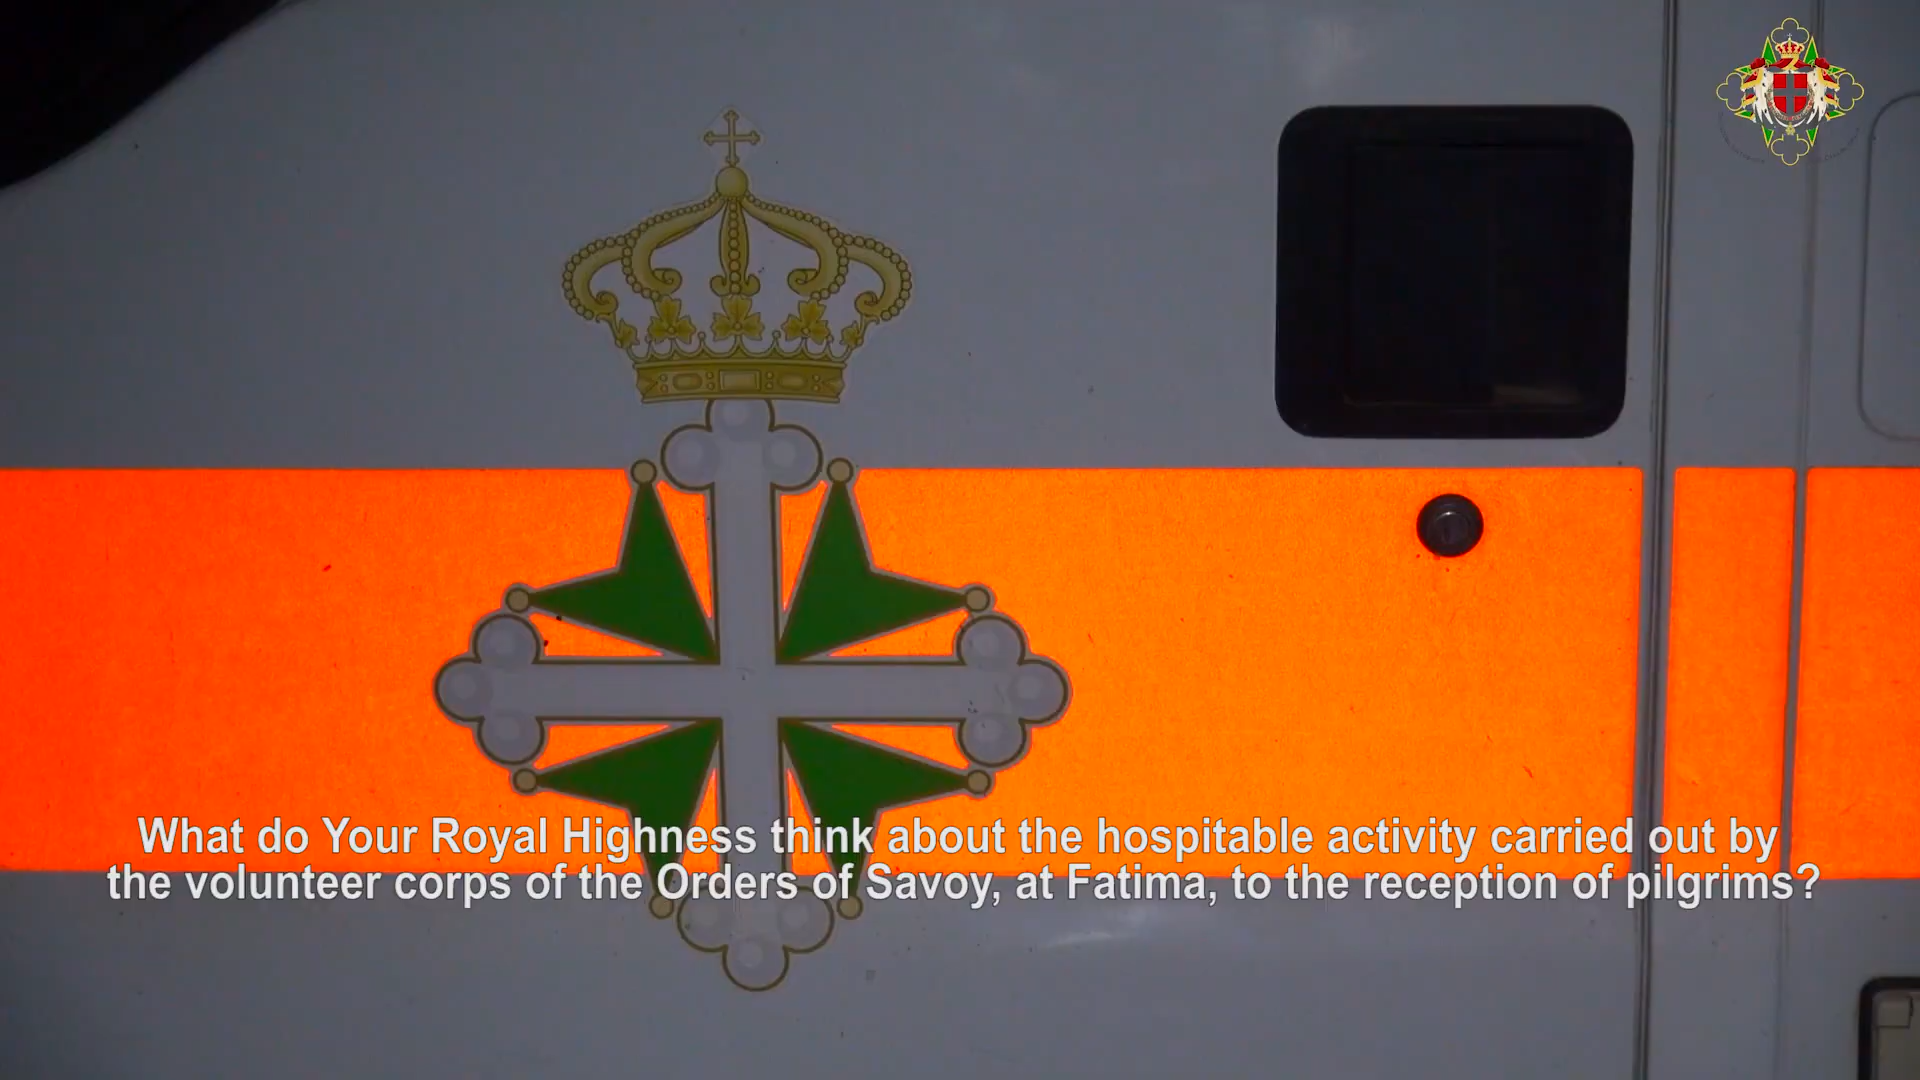 What do Your Royal Highness think about the hospitable activity carried out by
the volunteer corps of the Orders of Savoy, at Fatima, to the reception of pilgrims?